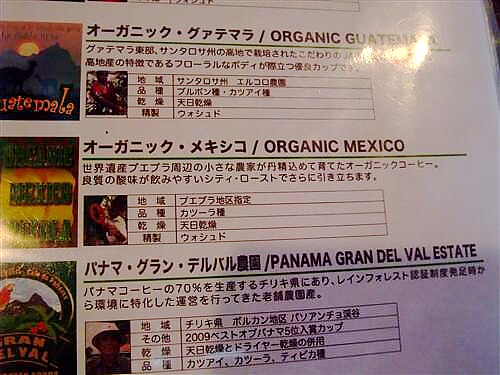 オーガニック・グァテマラ / ORGANIC GUATEMALA
グァテマラ東部、サンタロサ州の高地で栽培されたこだわりの
高地産の特徴であるフローラルなボディが際立つ優良カップです。
地 域 サンタロサ州 エルコロ農園
品 種 ブルボン種・カツアイ種
乾 燥 天日乾燥
精製 ウォシュド
オーガニック・メキシコ / ORGANIC MEXICO
世界遺産プエブラ周辺の小さな農家が丹精込めて育てたオーガニックコーヒー。
良質の酸味が飲みやすいシティ・ローストでさらに引き立ちます。
地 域 プエブラ地区指定
品 種 カツーラ種
乾 燥 天日乾燥
精製 ウォシュド
パナマ・グラン・デルバル農園 /PANAMA GRAN DEL VAL ESTATE
パナマコーヒーの70%を生産するチリキ県にあり、レインフォレスト認証制度発足時か
ら環境に特化した運営を行ってきた老舗農園産。
地 域 チリキ県 ボルカン地区 パソアンチョ渓谷
その他 2009ベストオブパナマ5位入賞カップ
乾 燥 天日乾燥とドライヤー乾燥の併用
品 種 カツアイ、カツーラ、ティピカ種
uatemala
MEXICO
GRAN
DEL VAL